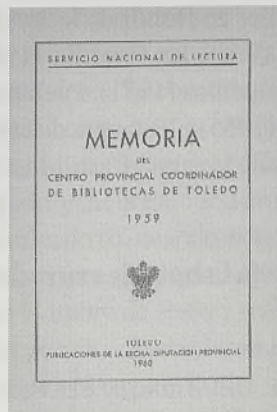 SERVICIO NACIONAL DE LECTURA
MEMORIA
DEL
CENTRO PROVINCIAL COORDINADOR
DE BIBLIOTECAS DE TOLEDO
1959
TOLEDO
PUBLICACIONES DE LA EXCMA. DIPUTACION PROVINCIAL
1960